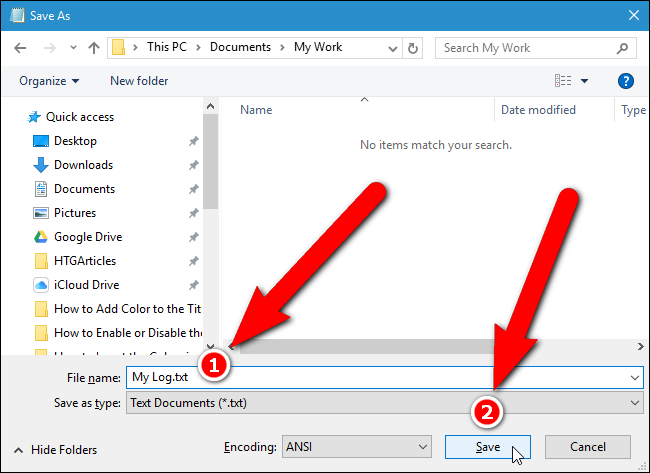 Save As
This PC > Documents > My Work
Search My Work
Organize
New folder
?
Name
Date modified
Type
No items match your search.
Quick access
Desktop
Downloads
Documents
Pictures
Google Drive
HTGArticles
iCloud Drive
How to Add Color to the Tit
How to Enable or Disable the
1
File name:
My Log.txt
Save as type:
Text Documents (*.txt)
2
Hide Folders
Encoding:
ANSI
Save
Cancel